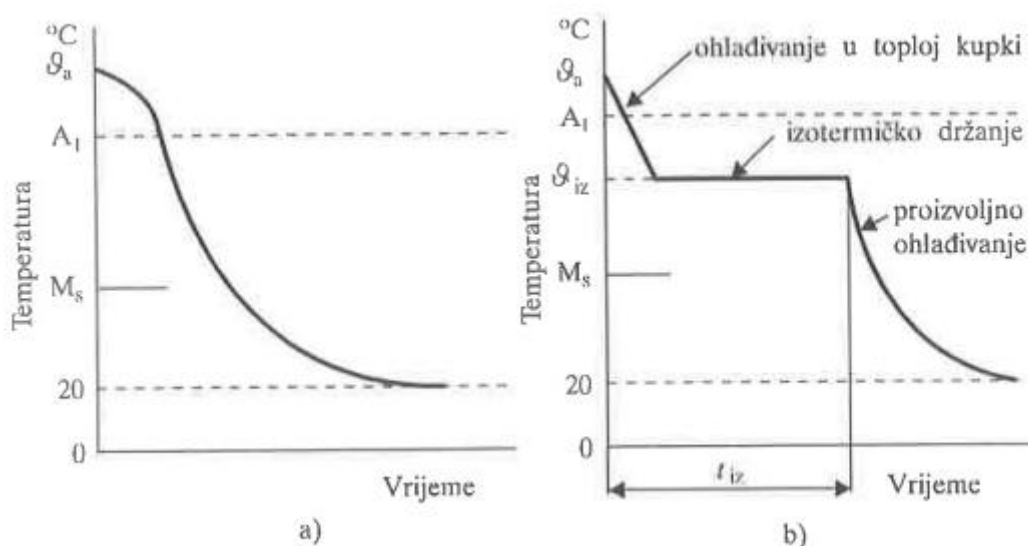 °C
ϑa
A1
Temperatura
Ms
20
0
Vrijeme
a)
°C
ohlađivanje u toploj kupki
ϑa
A1
izotermičko držanje
ϑiz
proizvoljno
ohlađivanje
Temperatura
Ms
20
0
tiz
Vrijeme
b)